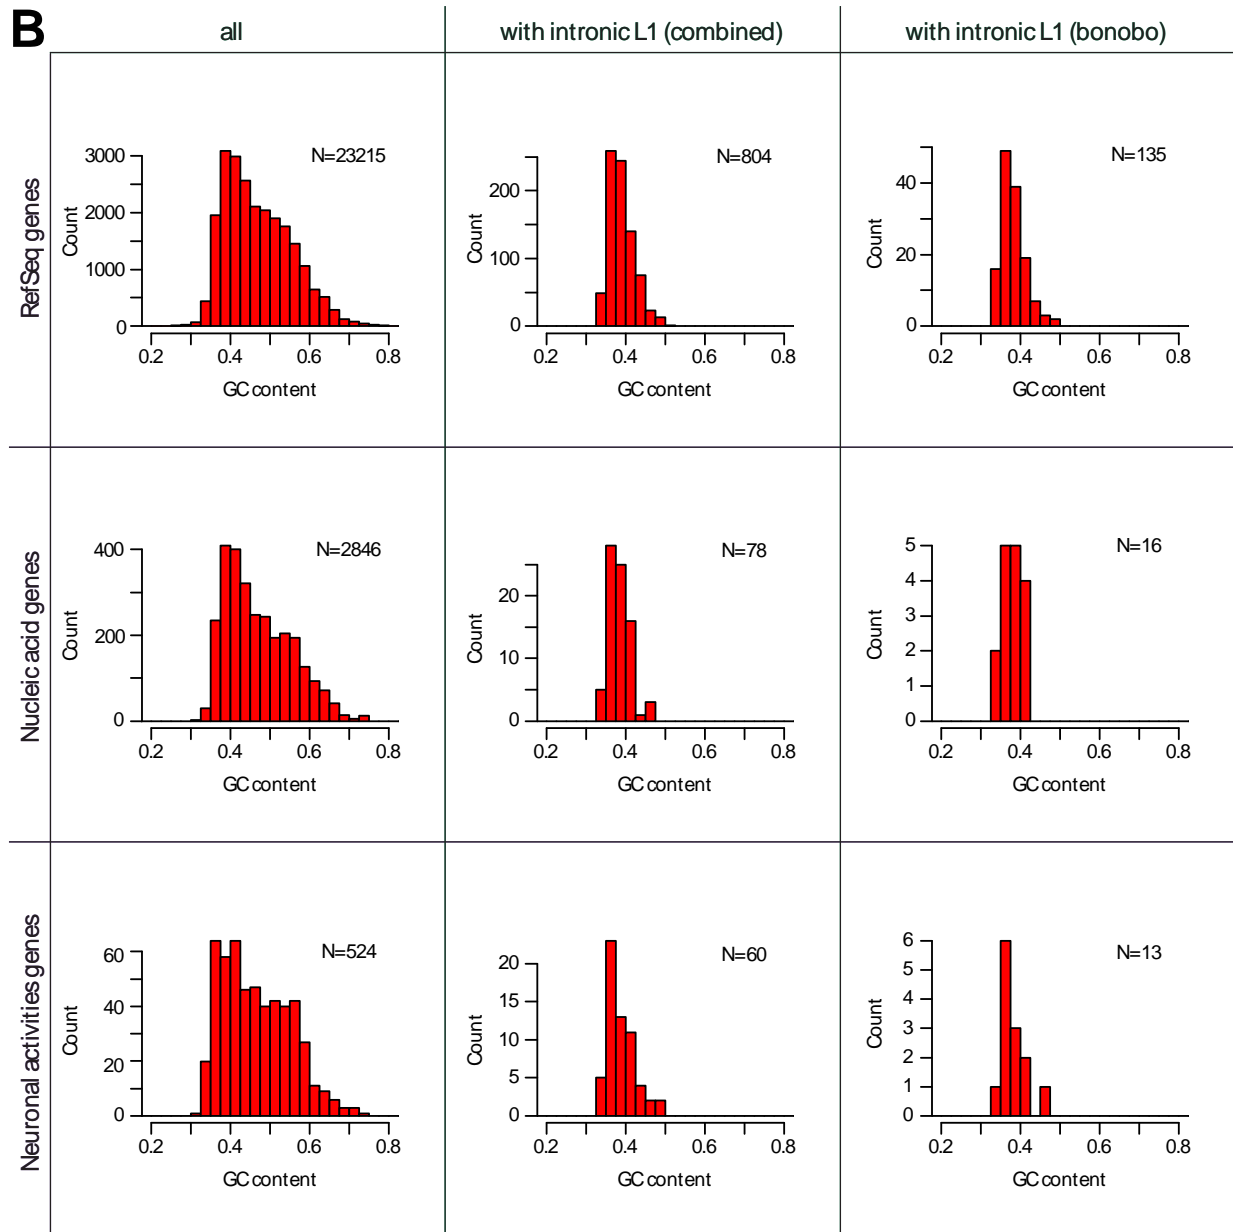 B
all
with intronic L1 (combined)
with intronic L1 (bonobo)
RefSeq genes
N=23215
Count
3000
2000
1000
0
0.2 0.4 0.6 0.8
GC content
N=804
Count
200
100
0
0.2 0.4 0.6 0.8
GC content
N=135
Count
40
20
0
0.2 0.4 0.6 0.8
GC content
Nucleic acid genes
N=2846
Count
400
200
0
0.2 0.4 0.6 0.8
GC content
N=78
Count
20
10
0
0.2 0.4 0.6 0.8
GC content
N=16
Count
5
4
3
2
1
0
0.2 0.4 0.6 0.8
GC content
Neuronal activities genes
N=524
Count
60
40
20
0
0.2 0.4 0.6 0.8
GC content
N=60
Count
20
15
10
5
0
0.2 0.4 0.6 0.8
GC content
N=13
Count
6
5
4
3
2
1
0
0.2 0.4 0.6 0.8
GC content